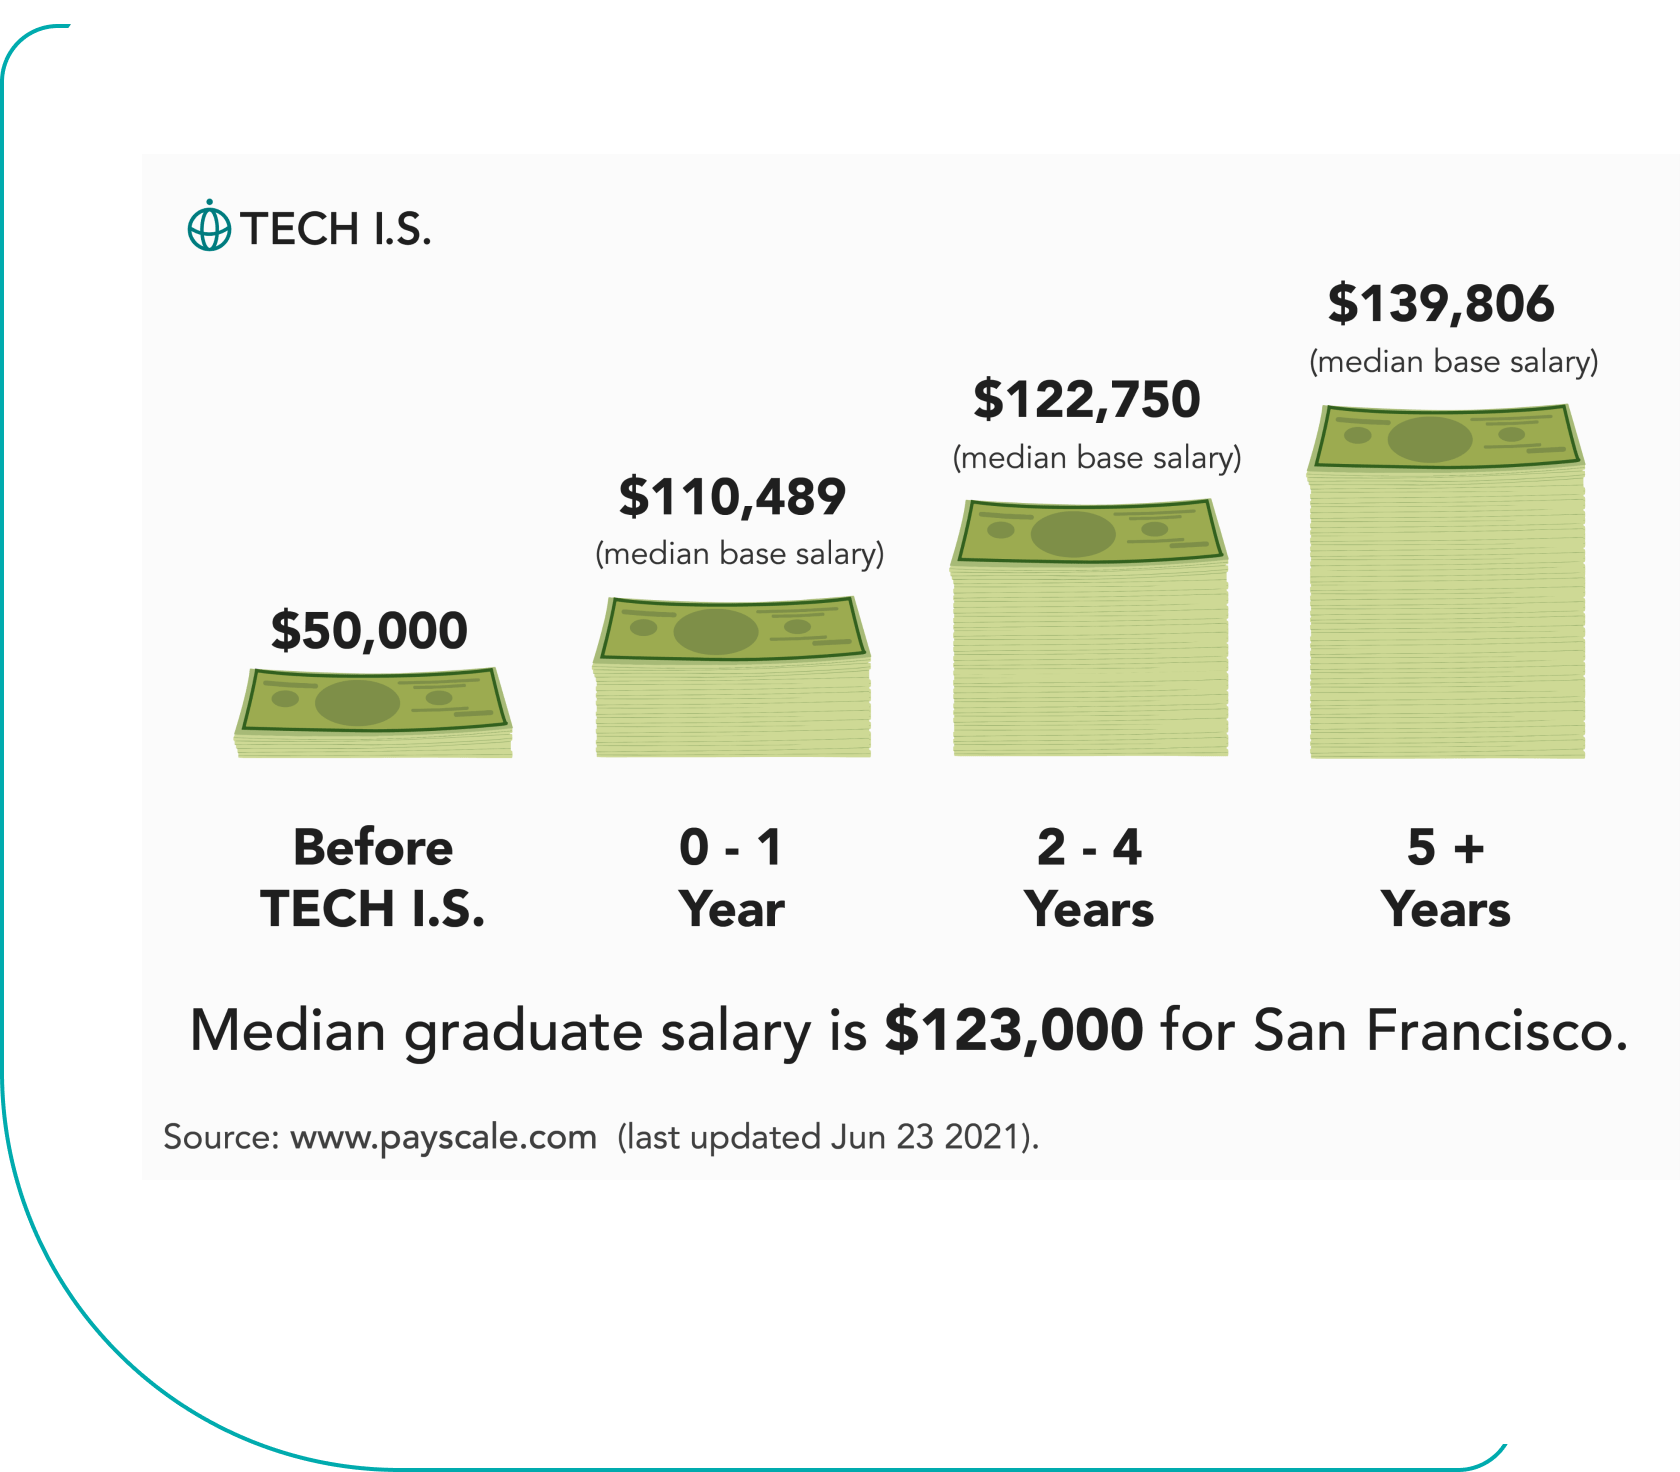 TECH I.S.
$139,806
(median base salary)
$122,750
(median base salary)
$110,489
(median base salary)
$50,000
Before
TECH I.S.
0 - 1
Year
2 - 4
Years
5 +
Years
Median graduate salary is $123,000 for San Francisco.
Source: www.payscale.com (last updated Jun 23 2021).